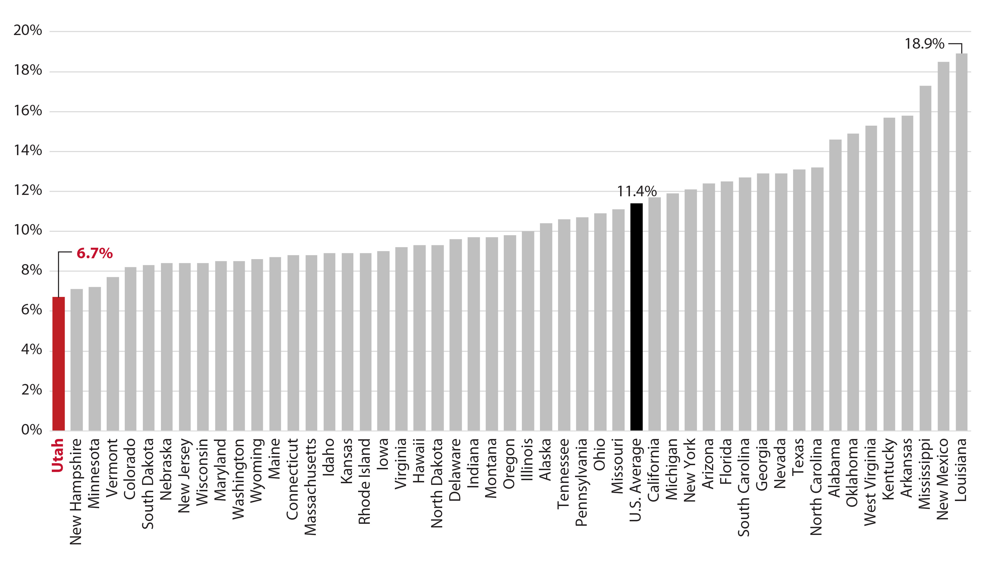 20%
18.9%
18%
16%
14%
12%
11.4%
10%
6.7%
8%
6%
4%
2%
0%
Utah
New Hampshire
Minnesota
Vermont
Colorado
South Dakota
Nebraska
New Jersey
Wisconsin
Maryland
Washington
Wyoming
Maine
Connecticut
Massachusetts
Idaho
Kansas
Rhode Island
Iowa
Virginia
Hawaii
North Dakota
Delaware
Indiana
Montana
Oregon
Illinois
Alaska
Tennessee
Pennsylvania
Ohio
Missouri
U.S. Average
California
Michigan
New York
Arizona
Florida
South Carolina
Georgia
Nevada
Texas
North Carolina
Alabama
Oklahoma
West Virginia
Kentucky
Arkansas
Mississippi
New Mexico
Louisiana